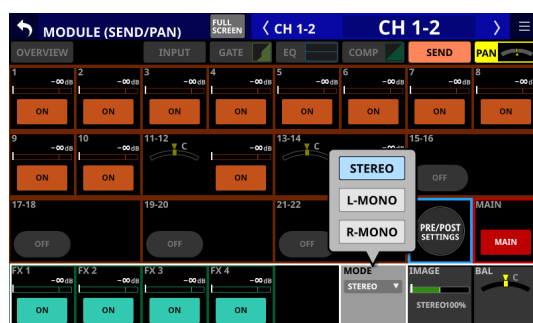 MODULE (SEND/PAN)
FULL SCREEN
CH 1-2
CH 1-2
OVERVIEW
INPUT
GATE
EQ
COMP
SEND
PAN
1 -∞dB
2 -∞dB
3 -∞dB
4 -∞dB
5 -∞dB
6 -∞dB
7 -∞dB
8 -∞dB
ON
ON
ON
ON
ON
ON
ON
ON
9 -∞dB
10 -∞dB
11-12 C
-∞dB
13-14 C
15-16
ON
ON
ON
ON
OFF
STEREO
L-MONO
R-MONO
17-18
19-20
21-22
MAIN
OFF
OFF
OFF
PRE/POST
SETTINGS
MAIN
FX 1 -∞dB
FX 2 -∞dB
FX 3 -∞dB
FX 4 -∞dB
MODE
IMAGE
BAL C
STEREO
STEREO100%
ON
ON
ON
ON